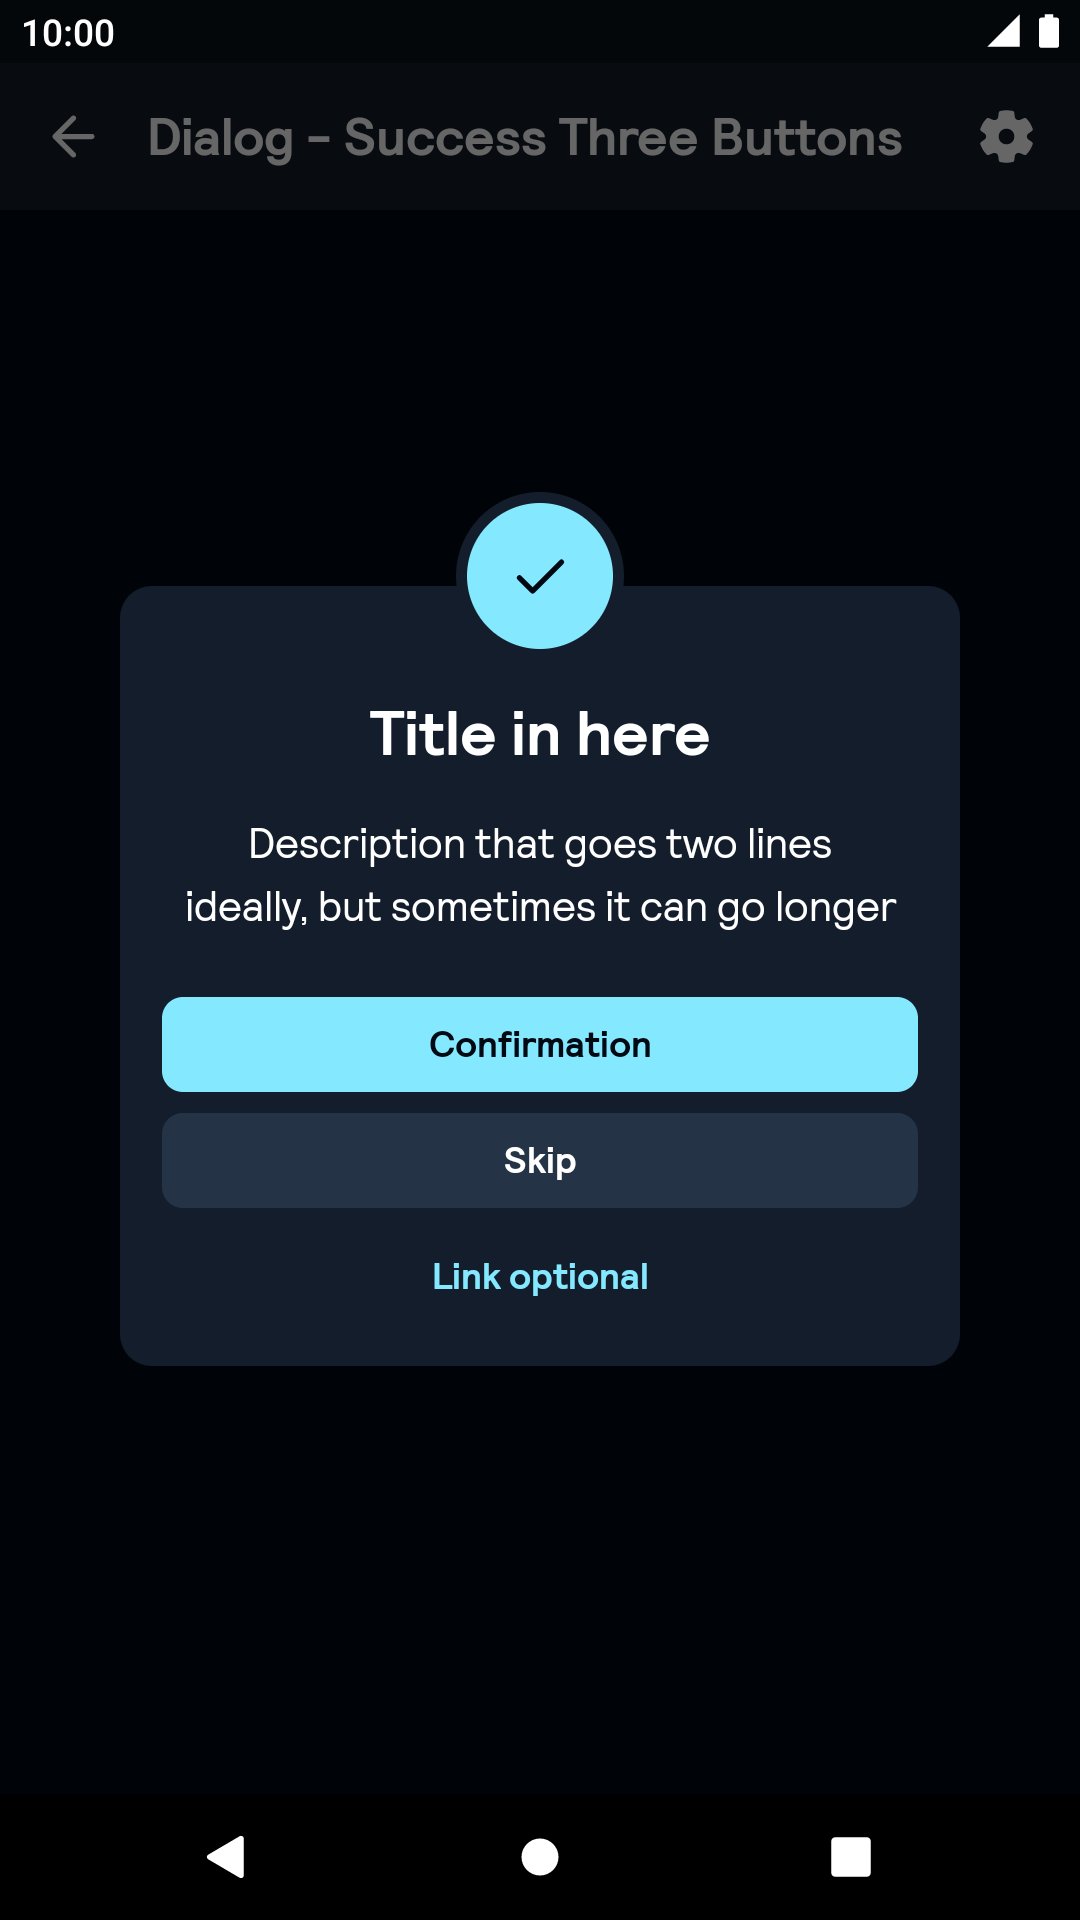 10:00
Dialog - Success Three Buttons
Title in here
Description that goes two lines
ideally, but sometimes it can go longer
Confirmation
Skip
Link optional